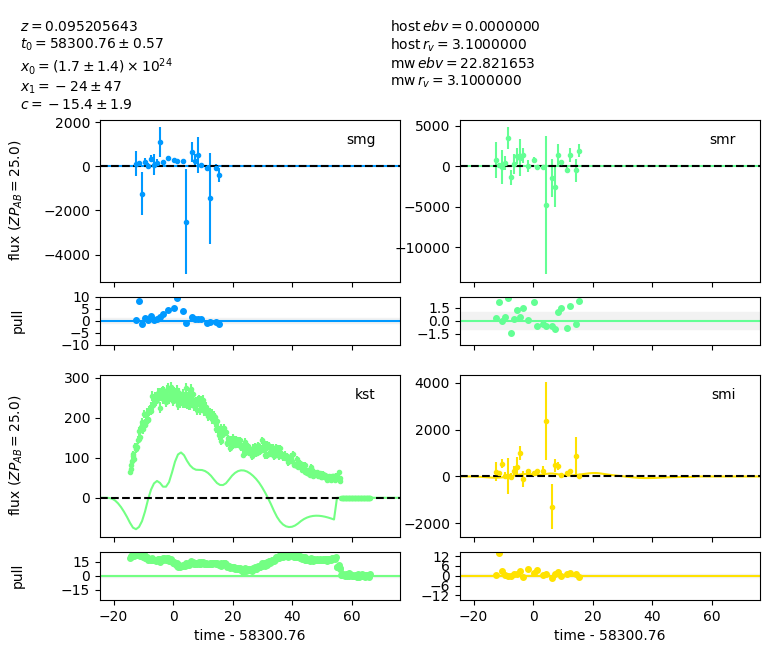 z = 0.095205643
t₀ = 58300.76 ± 0.57
x₀ = (1.7 ± 1.4) × 10²⁴
x₁ = −24 ± 47
c = −15.4 ± 1.9
host ebv = 0.0000000
host r_v = 3.1000000
mw ebv = 22.821653
mw r_v = 3.1000000
flux (ZP_AB = 25.0)
2000
0
−2000
−4000
smg
5000
0
−5000
−10000
smr
pull
10
5
0
−5
−10
1.5
0.0
−1.5
flux (ZP_AB = 25.0)
300
200
100
0
kst
4000
2000
0
−2000
smi
pull
15
0
−15
12
6
0
−6
−12
−20 0 20 40 60
−20 0 20 40 60
time - 58300.76
time - 58300.76